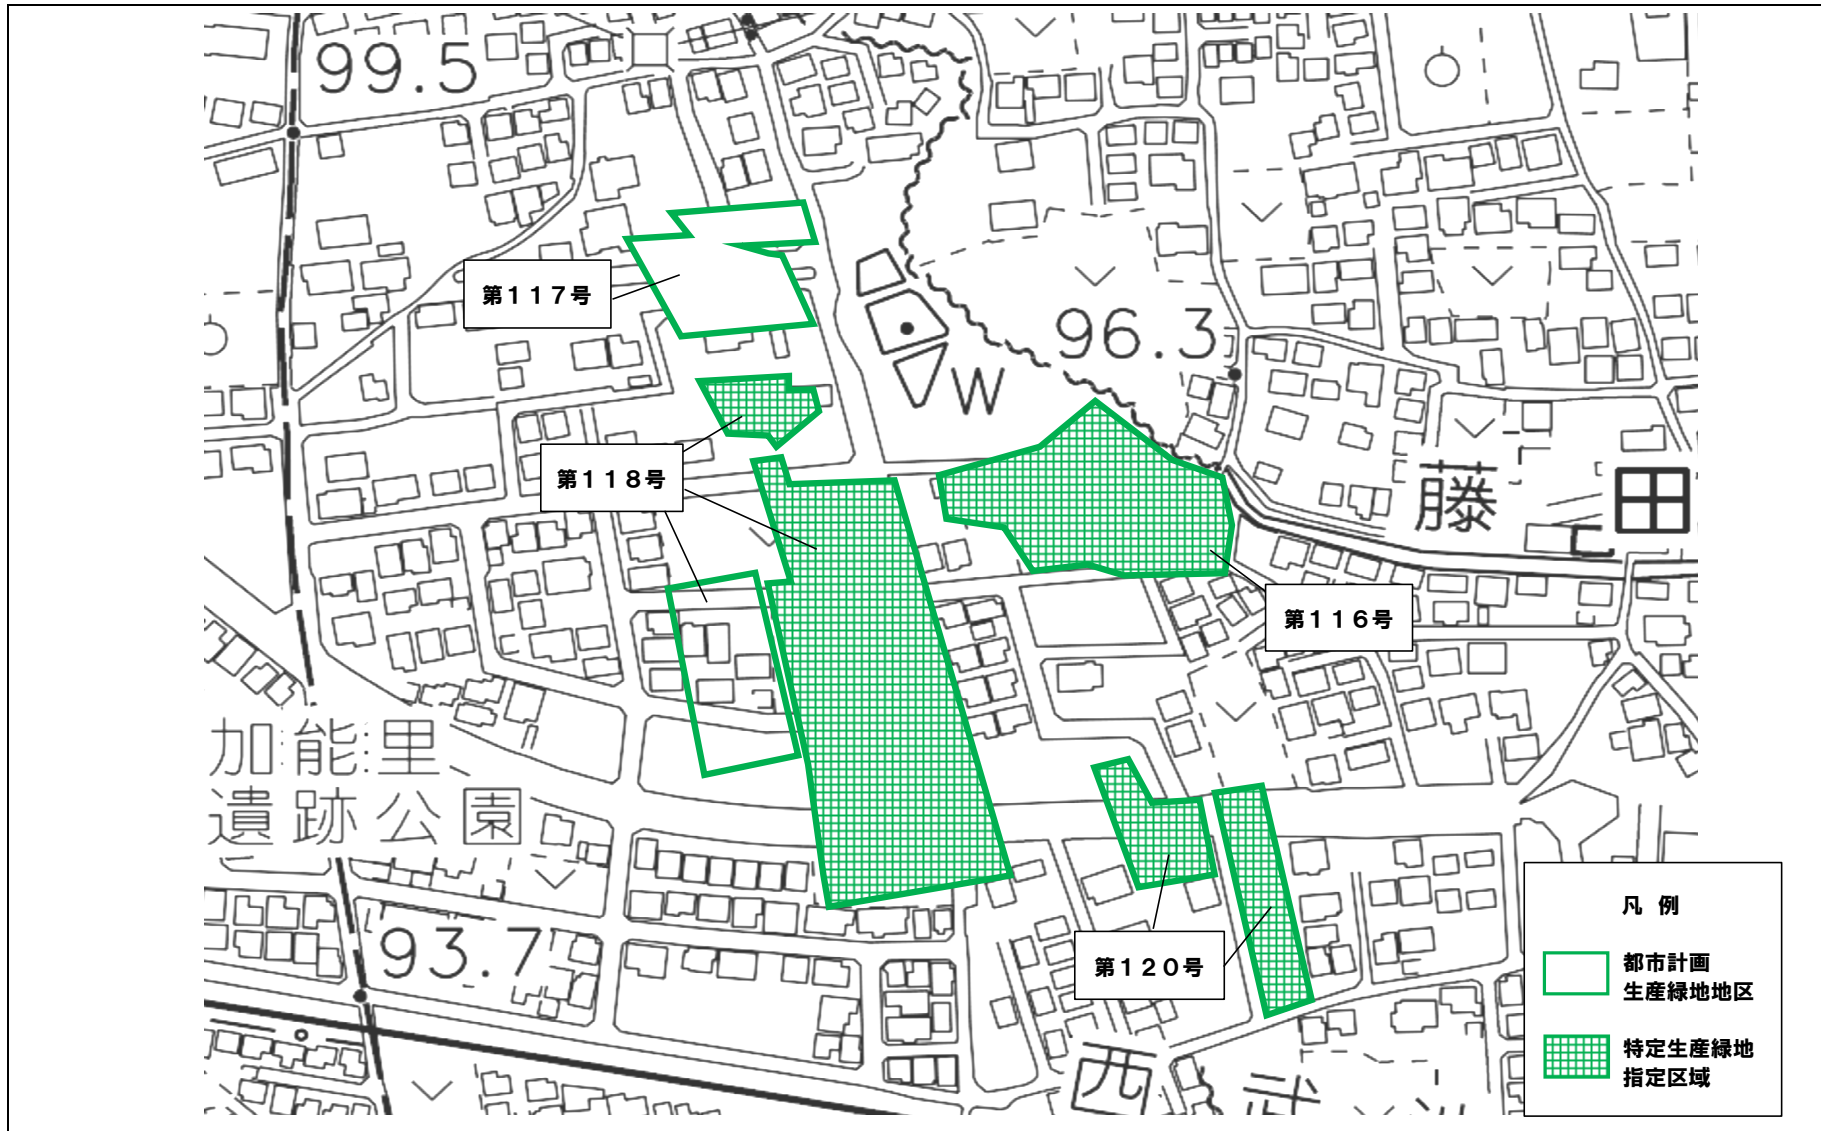 99.5
第117号
96.3
W
第118号
藤
田
第116号
加能里
遺跡公園
凡 例
93.7
第120号
都市計画
生産緑地地区
特定生産緑地
指定区域
西
武